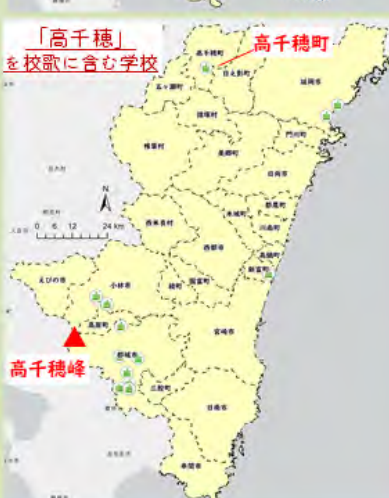 「高千穂」
を校歌に含む学校
高千穂町
高千穂町
日之影町
延岡市
五ヶ瀬町
諸塚村
門川町
椎葉村
美郷町
日向市
N
0 6 12 24 km
木城町
都農町
川南町
西米良村
西都市
高鍋町
新富町
えびの市
小林市
綾町
国富町
高原町
宮崎市
高千穂峰
都城市
三股町
日南市
串間市